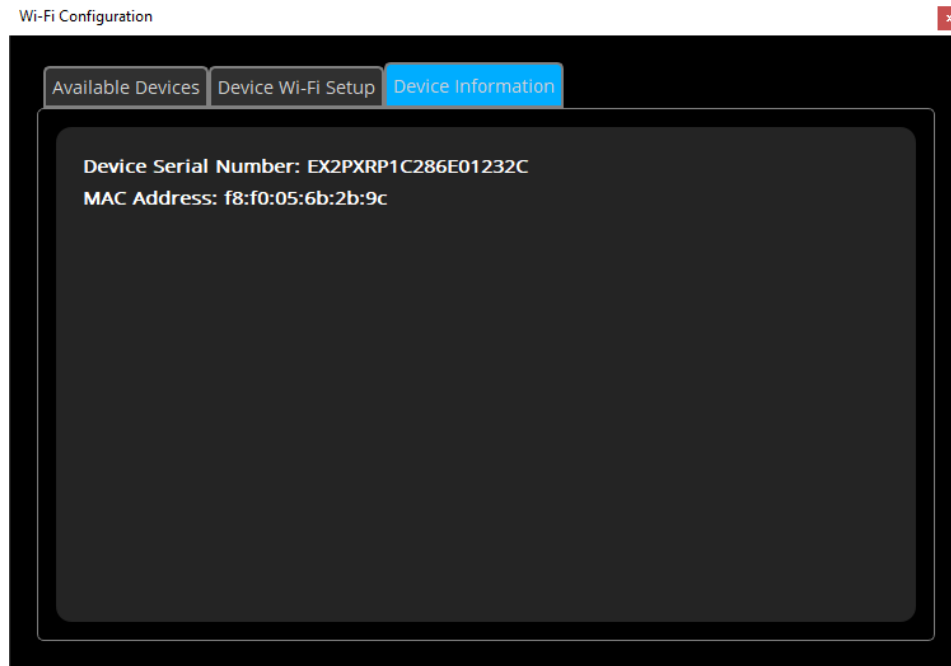 Wi-Fi Configuration
Available Devices
Device Wi-Fi Setup
Device Information
Device Serial Number: EX2PXRP1C286E01232C
MAC Address: f8:f0:05:6b:2b:9c